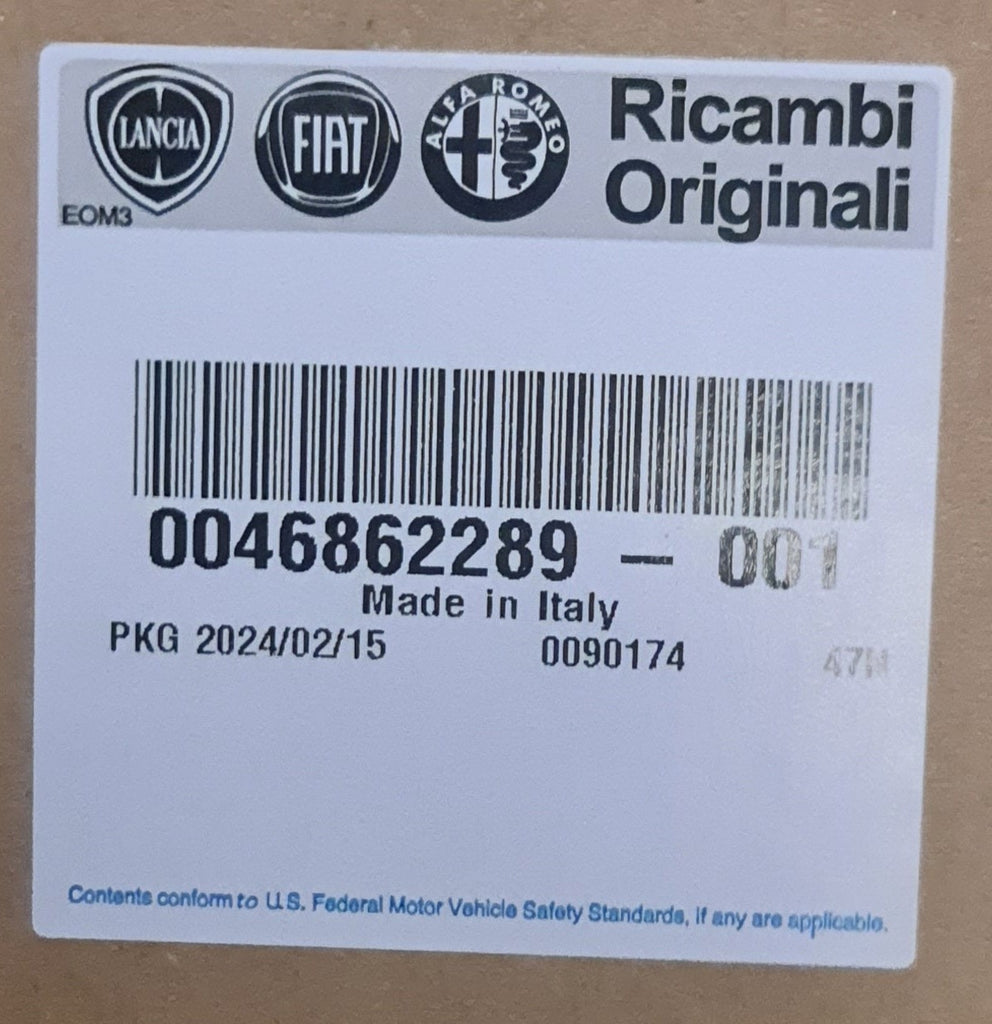 LANCIA
FIAT
ALFA ROMEO
Ricambi
Originali
EOM3
0046862289 - 001
Made in Italy
PKG 2024/02/15 0090174
Contents conform to U.S. Federal Motor Vehicle Safety Standards, if any are applicable.